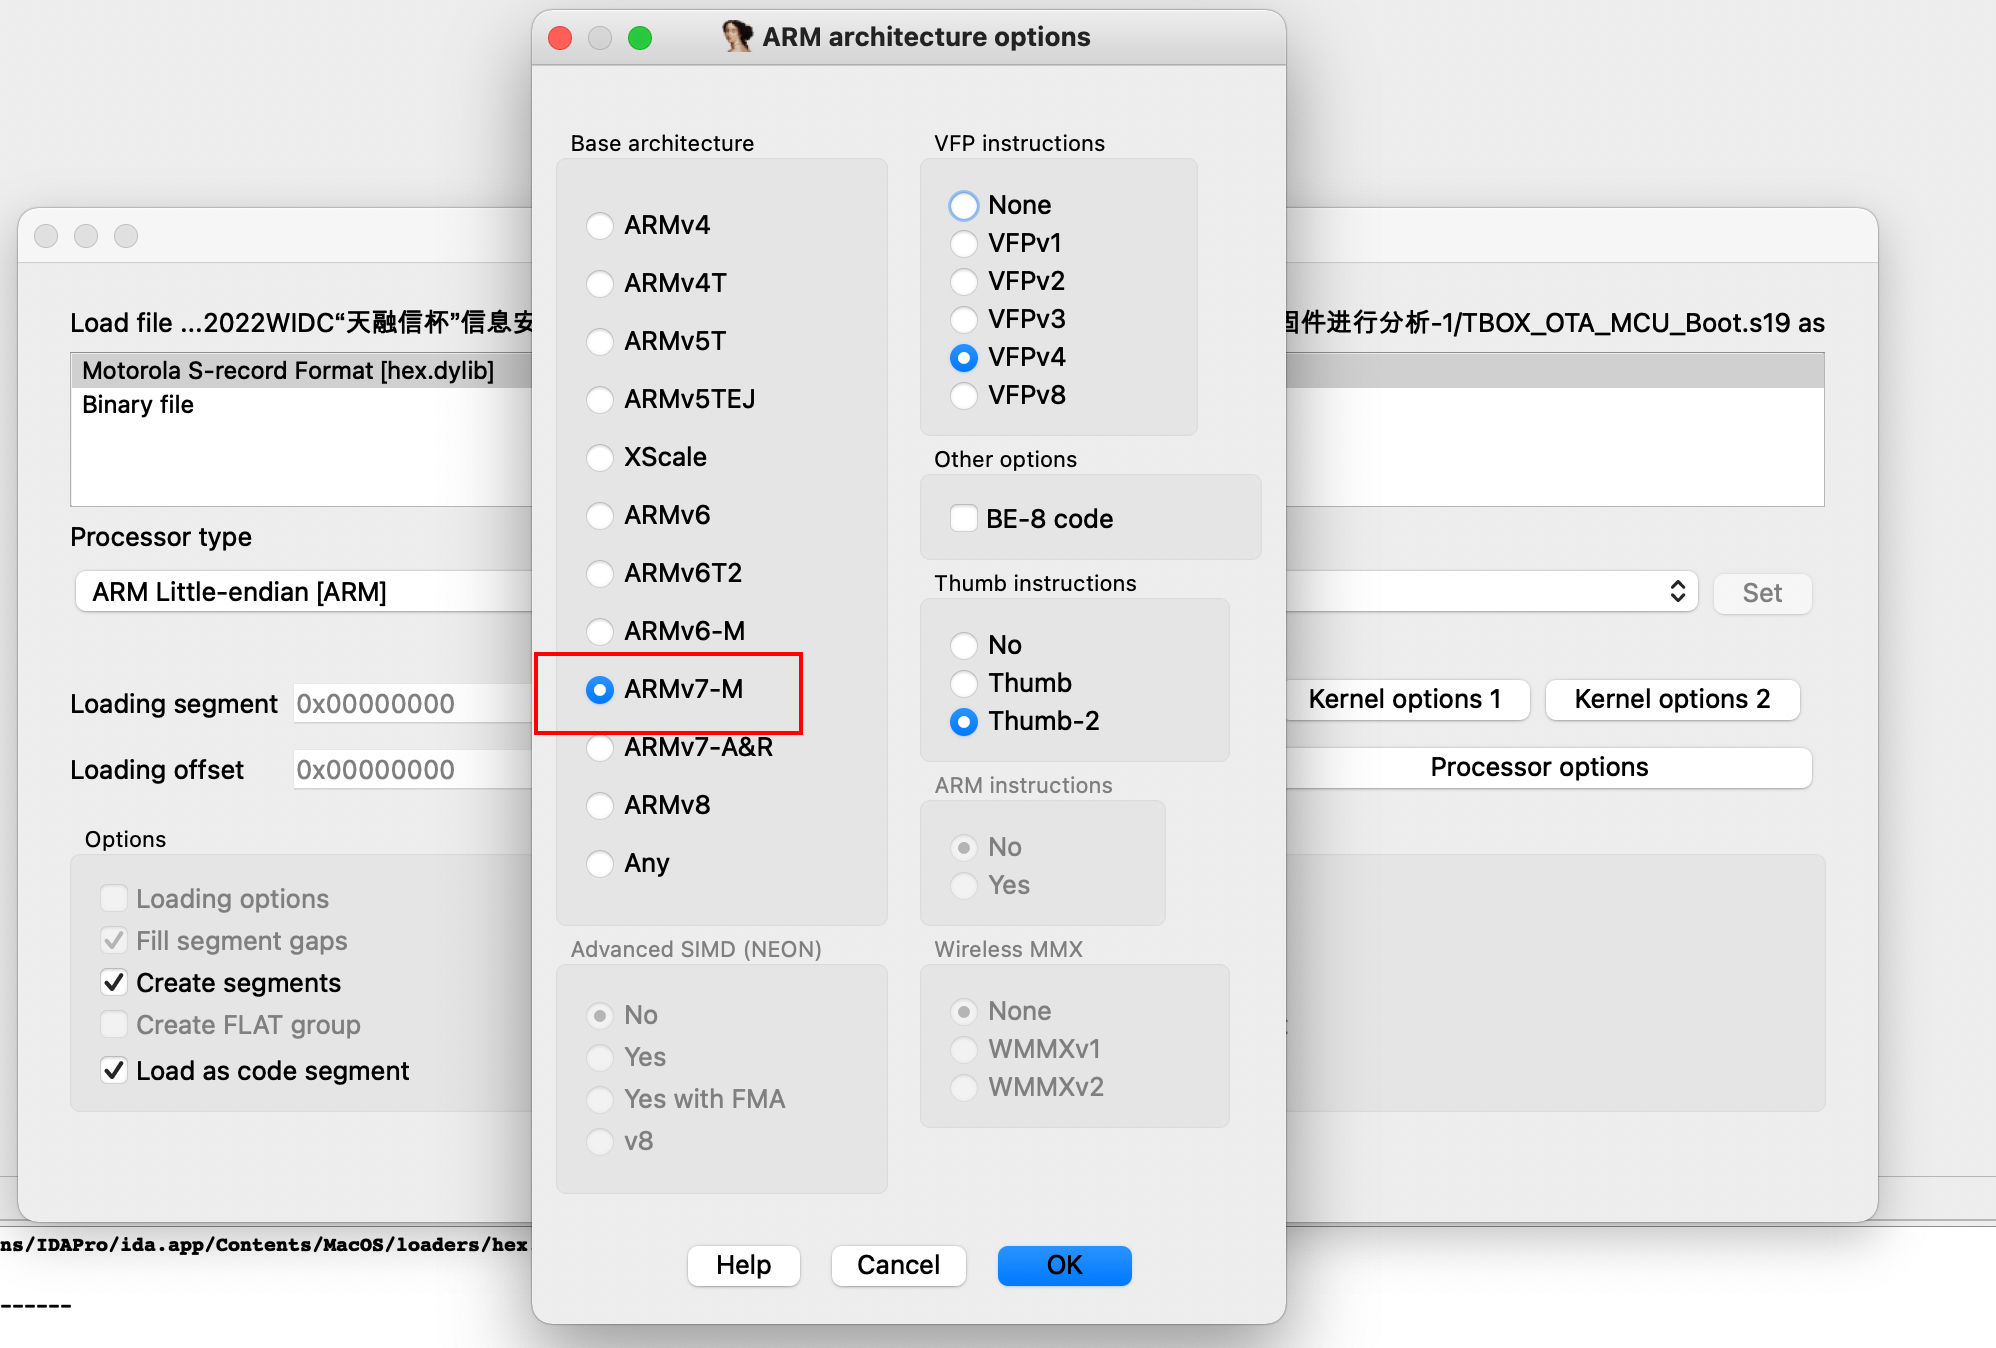 ARM architecture options
Base architecture
ARMv4
ARMv4T
ARMv5T
ARMv5TEJ
XScale
ARMv6
ARMv6T2
ARMv6-M
ARMv7-M
ARMv7-A&R
ARMv8
Any
VFP instructions
None
VFPv1
VFPv2
VFPv3
VFPv4
VFPv8
Other options
BE-8 code
Thumb instructions
No
Thumb
Thumb-2
ARM instructions
No
Yes
Advanced SIMD (NEON)
No
Yes
Yes with FMA
v8
Wireless MMX
None
WMMXv1
WMMXv2
Help
Cancel
OK
Load file ...2022WIDC“天融信杯”信息安
固件进行分析-1/TBOX_OTA_MCU_Boot.s19 as
Motorola S-record Format [hex.dylib]
Binary file
Processor type
ARM Little-endian [ARM]
Set
Loading segment 0x00000000
Loading offset 0x00000000
Kernel options 1
Kernel options 2
Processor options
Options
Loading options
Fill segment gaps
Create segments
Create FLAT group
Load as code segment
ns/IDAPro/ida.app/Contents/MacOS/loaders/hex
------